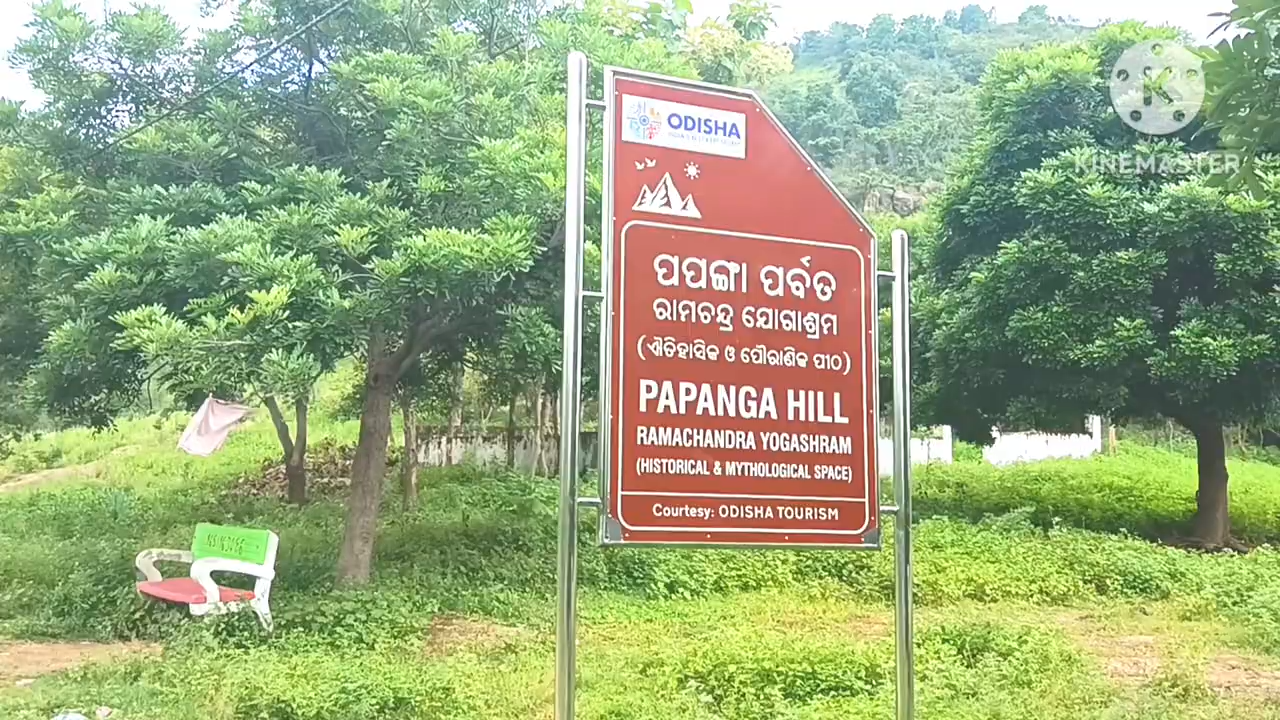 ODISHA
ପପଙ୍ଗା ପର୍ବତ
ରାମଚନ୍ଦ୍ର ଯୋଗାଶ୍ରମ
(ଐତିହାସିକ ଓ ପୌରାଣିକ ପୀଠ)
PAPANGA HILL
RAMACHANDRA YOGASHRAM
(HISTORICAL & MYTHOLOGICAL SPACE)
Courtesy: ODISHA TOURISM
K
KINEMASTER